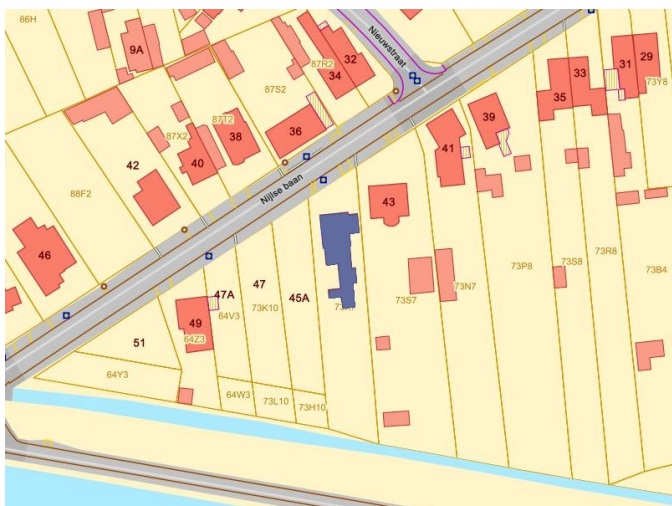 86H
9A
87R2
32
34
Nieuwstraat
31
29
33
73Y8
87S2
35
87T2
39
36
38
87X2
41
40
42
88F2
Nijlse baan
43
46
47A
47
45A
73S7
73N7
73P8
73S8
73R8
73B4
64V3
73K10
49
64Z3
51
64Y3
64W3
73L10
73H10